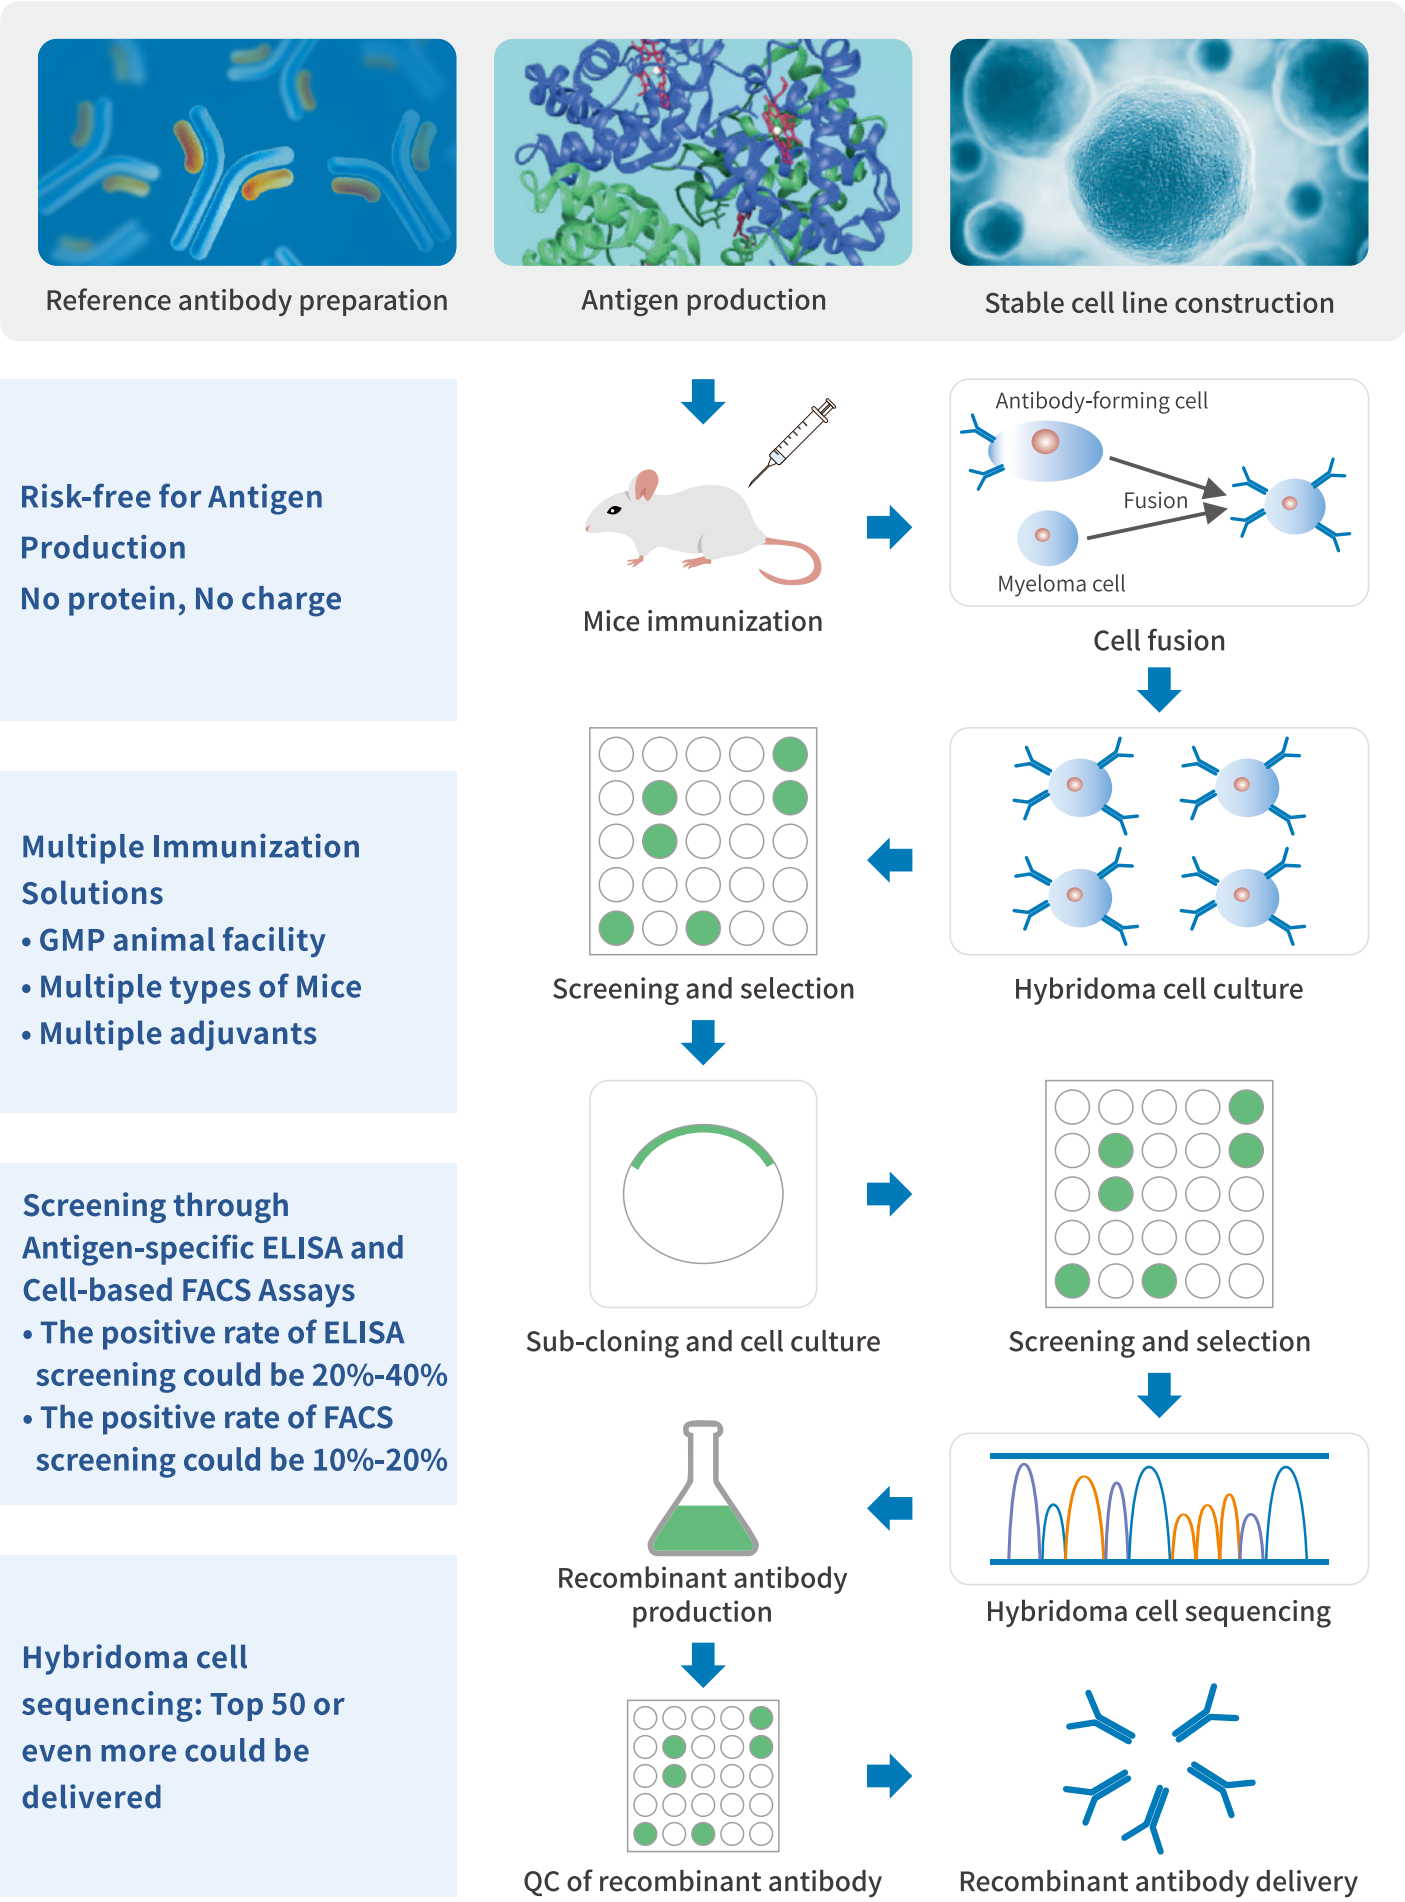 Reference antibody preparation
Antigen production
Stable cell line construction
Risk-free for Antigen
Production
No protein, No charge
Mice immunization
Antibody-forming cell
Fusion
Myeloma cell
Cell fusion
Multiple Immunization
Solutions
• GMP animal facility
• Multiple types of Mice
• Multiple adjuvants
Screening and selection
Hybridoma cell culture
Screening through
Antigen-specific ELISA and
Cell-based FACS Assays
• The positive rate of ELISA
screening could be 20%-40%
• The positive rate of FACS
screening could be 10%-20%
Sub-cloning and cell culture
Screening and selection
Recombinant antibody
production
Hybridoma cell sequencing
Hybridoma cell
sequencing: Top 50 or
even more could be
delivered
QC of recombinant antibody
Recombinant antibody delivery